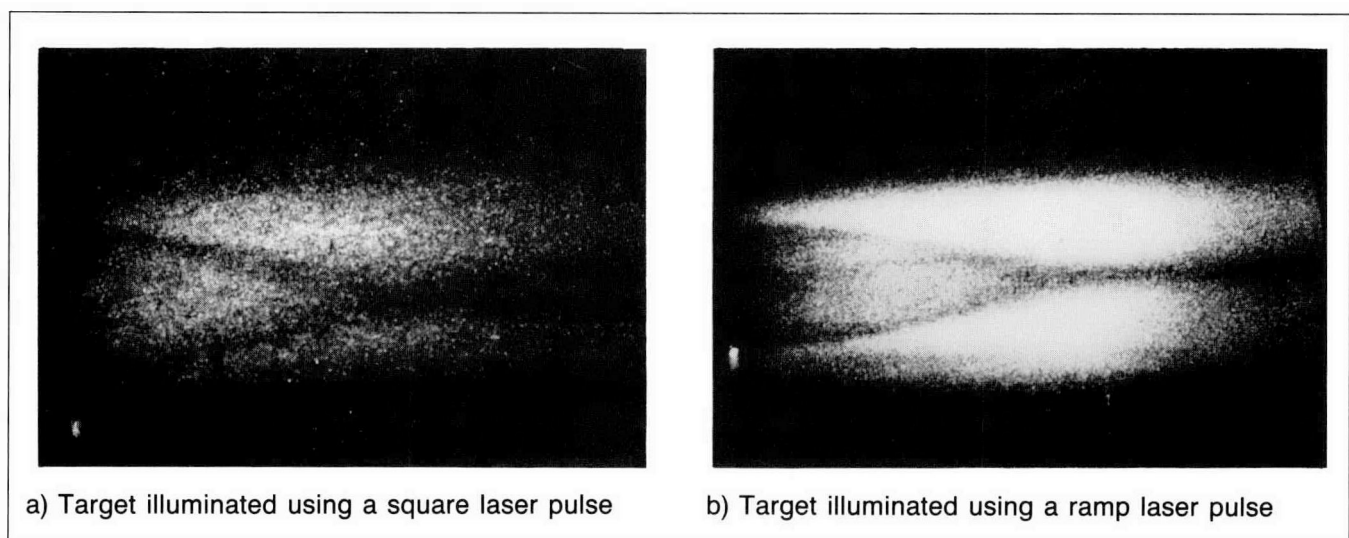 a) Target illuminated using a square laser pulse
b) Target illuminated using a ramp laser pulse